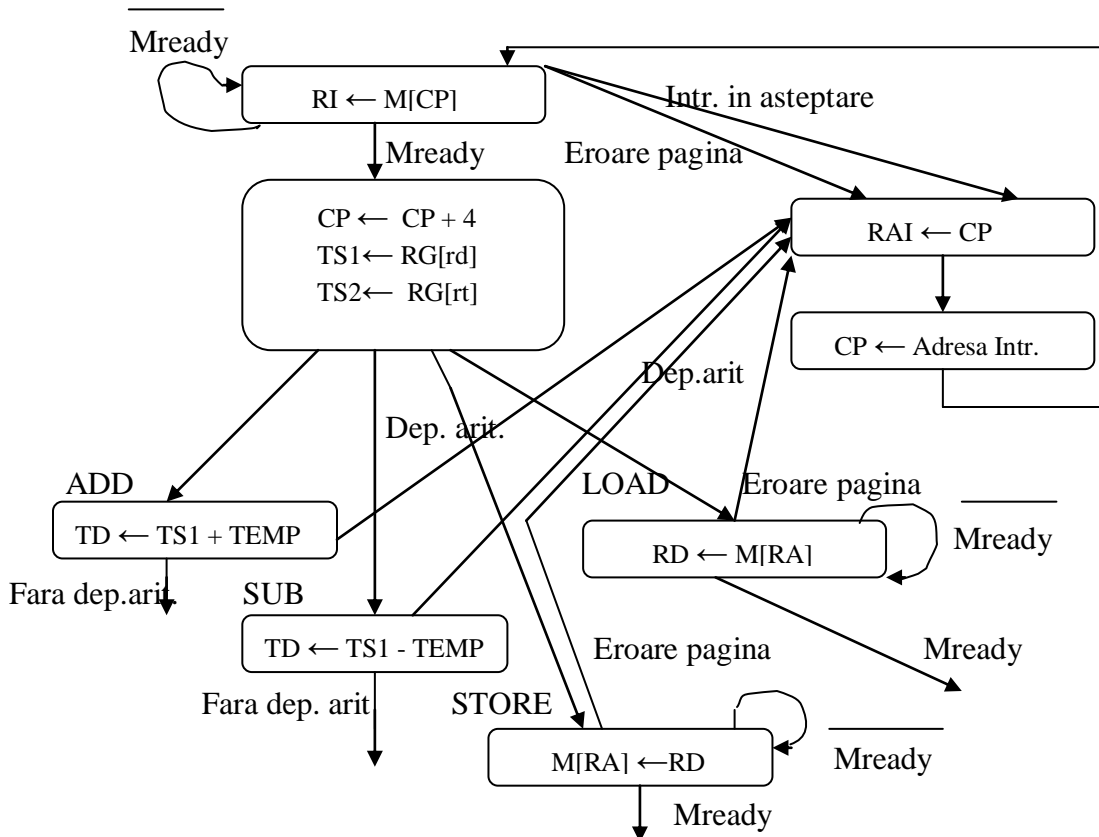 Mready
RI ← M[CP]
Intr. in asteptare
Mready
Eroare pagina
CP ← CP + 4
TS1← RG[rd]
TS2← RG[rt]
RAI ← CP
CP ← Adresa Intr.
Dep.arit
Dep. arit.
ADD
LOAD
Eroare pagina
TD ← TS1 + TEMP
RD ← M[RA]
Mready
Fara dep.arit.
SUB
TD ← TS1 - TEMP
Eroare pagina
Mready
Fara dep. arit
STORE
M[RA] ←RD
Mready
Mready